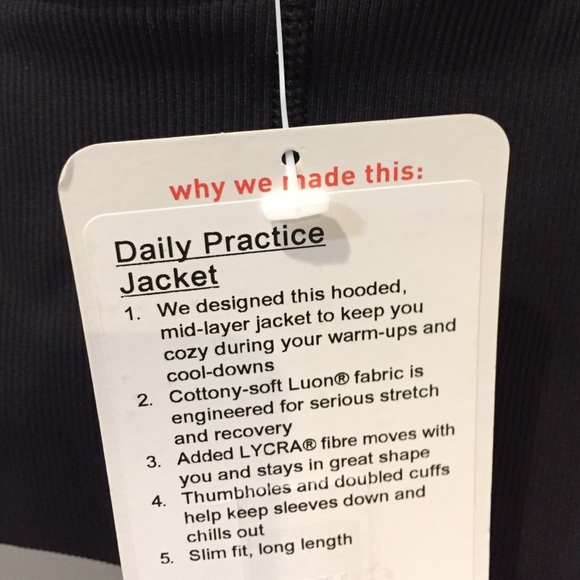 why we made this:
Daily Practice
Jacket
1. We designed this hooded,
mid-layer jacket to keep you
cozy during your warm-ups and
cool-downs
2. Cottony-soft Luon® fabric is
engineered for serious stretch
and recovery
3. Added LYCRA® fibre moves with
you and stays in great shape
4. Thumbholes and doubled cuffs
help keep sleeves down and
chills out
5. Slim fit, long length